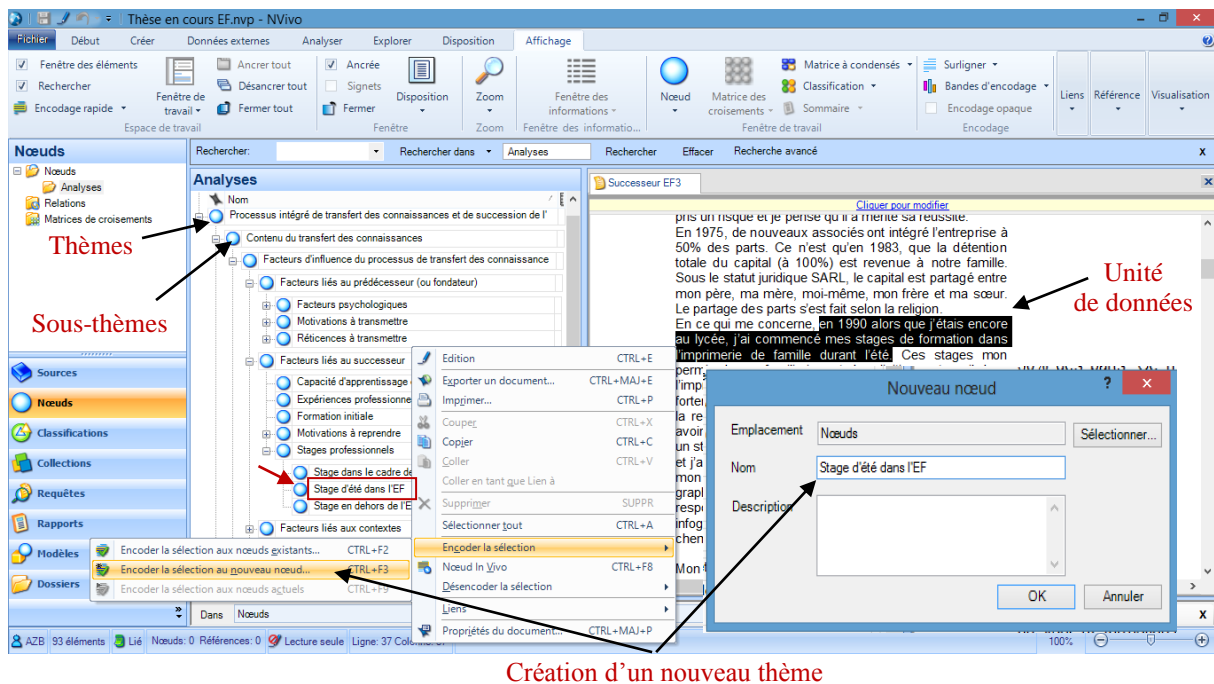 Thèse en cours EF.nvp - NVivo
Fichier Début Créer Données externes Analyser Explorer Disposition Affichage
Fenêtre des éléments
Rechercher
Encodage rapide
Fenêtre de travail
Ancrer tout
Désancrer tout
Fermer tout
Espace de travail
Ancrée
Signets
Fermer
Disposition
Fenêtre
Zoom
Zoom
Fenêtre des informations
Fenêtre des informatio...
Nœud
Matrice des croisements
Matrice à condensés
Classification
Sommaire
Fenêtre de travail
Surligner
Bandes d'encodage
Encodage opaque
Encodage
Liens Référence Visualisation
Nœuds
Nœuds
Analyses
Relations
Matrices de croisements
Thèmes
Sous-thèmes
Sources
Nœuds
Classifications
Collections
Requêtes
Rapports
Modèles
Dossiers
Rechercher: Rechercher dans Analyses Rechercher Effacer Recherche avancé x
Analyses
Nom
Processus intégré de transfert des connaissances et de succession de l'
Contenu du transfert des connaissances
Facteurs d'influence du processus de transfert des connaissance
Facteurs liés au prédécesseur (ou fondateur)
Facteurs psychologiques
Motivations à transmettre
Réticences à transmettre
Facteurs liés au successeur
Capacité d'apprentissage
Expériences professionne
Formation initiale
Motivations à reprendre
Stages professionnels
Stage dans le cadre de
Stage d'été dans l'EF
Stage en dehors de l'E
Facteurs liés aux contextes
Edition CTRL+E
Exporter un document... CTRL+MAJ+E
Imprimer... CTRL+P
Couper CTRL+X
Copier CTRL+C
Coller CTRL+V
Coller en tant que Lien à
Supprimer SUPPR
Sélectionner tout CTRL+A
Encoder la sélection
Nœud In Vivo CTRL+F8
Désencoder la sélection
Liens
Propriétés du document... CTRL+MAJ+P
Encoder la sélection aux nœuds existants... CTRL+F2
Encoder la sélection au nouveau nœud... CTRL+F3
Encoder la sélection aux nœuds actuels CTRL+F9
Successeur EF3
Cliquer pour modifier
pris un risque et je pense qu'il a mérité sa réussite.
En 1975, de nouveaux associés ont intégré l'entreprise à
50% des parts. Ce n'est qu'en 1983, que la détention
totale du capital (à 100%) est revenue à notre famille.
Sous le statut juridique SARL, le capital est partagé entre
mon père, ma mère, moi-même, mon frère et ma sœur.
Le partage des parts s'est fait selon la religion.
En ce qui me concerne, en 1990 alors que j'étais encore
au lycée, j'ai commencé mes stages de formation dans
l'imprimerie de famille durant l'été. Ces stages mon
Unité
de données
Nouveau nœud ?
Emplacement Nœuds Sélectionner...
Nom Stage d'été dans l'EF
Description
OK Annuler
Dans Nœuds
x
AZB 93 éléments Lié Nœuds: 0 Références: 0 Lecture seule Ligne: 37
100%
Création d'un nouveau thème